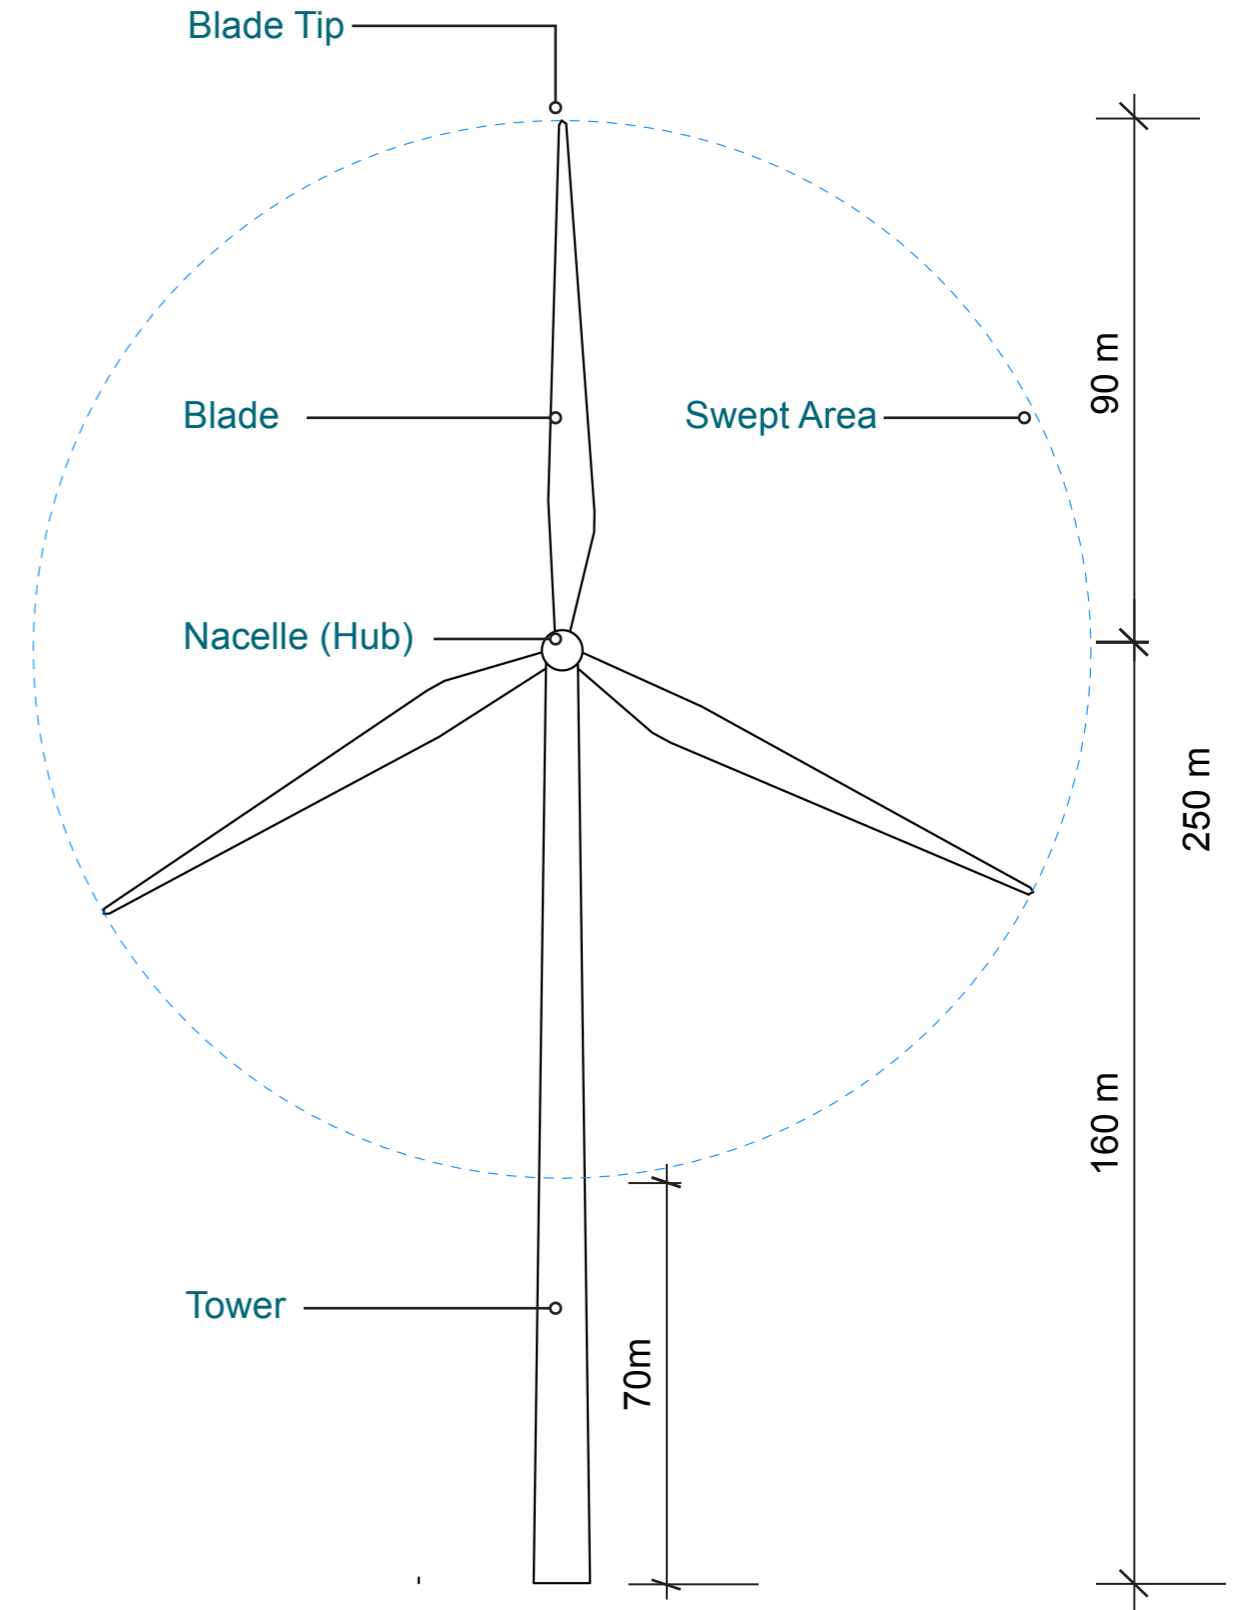 Blade Tip
90 m
Blade
Swept Area
Nacelle (Hub)
250 m
160 m
Tower
70m